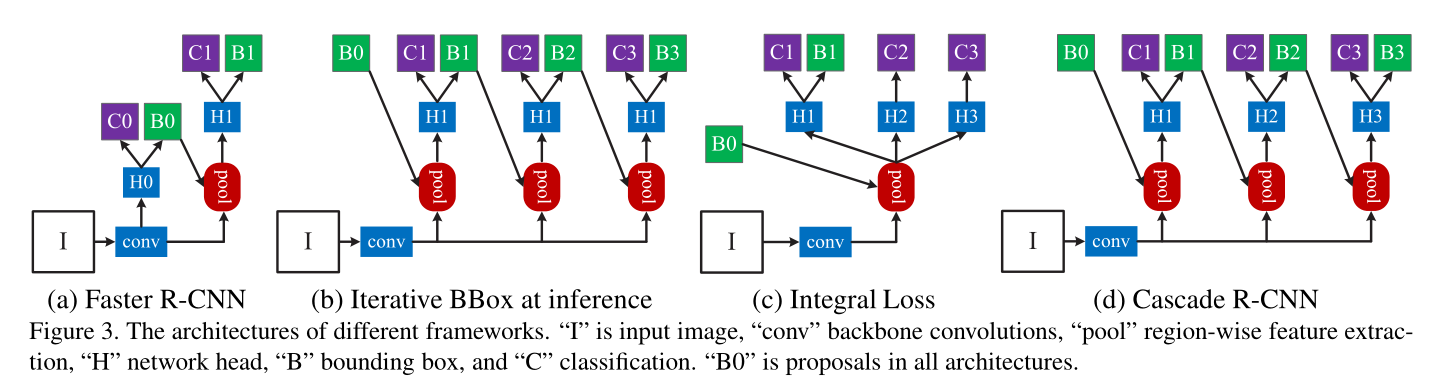 C1 B1
C0 B0
H1
H0
pool
I
conv
(a) Faster R-CNN
B0 C1 B1 C2 B2 C3 B3
H1 H1 H1
pool pool pool
I
conv
(b) Iterative BBox at inference
C1 B1 C2 C3
H1 H2 H3
B0
pool
I
conv
(c) Integral Loss
B0 C1 B1 C2 B2 C3 B3
H1 H2 H3
pool pool pool
I
conv
(d) Cascade R-CNN
Figure 3. The architectures of different frameworks. “I” is input image, “conv” backbone convolutions, “pool” region-wise feature extrac-
tion, “H” network head, “B” bounding box, and “C” classification. “B0” is proposals in all architectures.